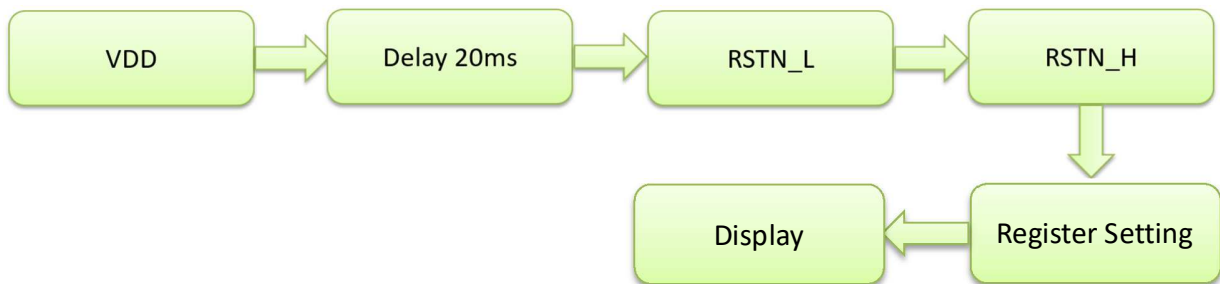 VDD
Delay 20ms
RSTN_L
RSTN_H
Register Setting
Display